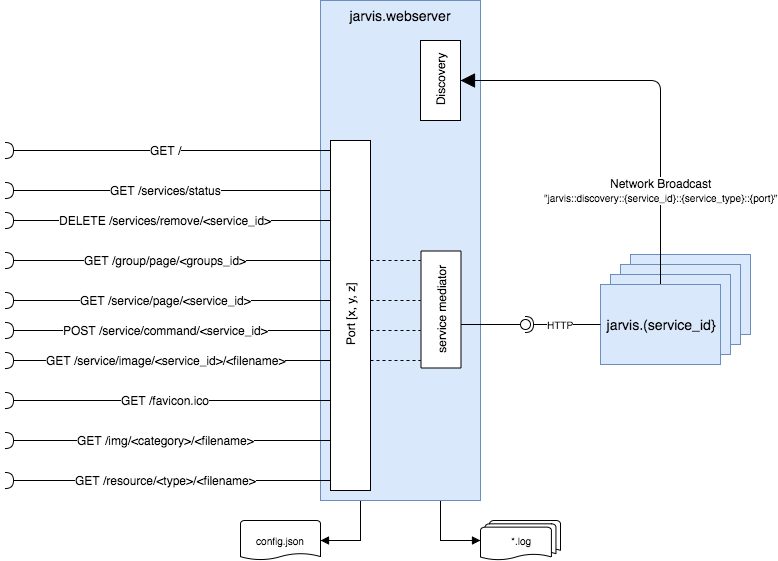 jarvis.webserver
Discovery
GET /
GET /services/status
DELETE /services/remove/<service_id>
GET /group/page/<groups_id>
GET /service/page/<service_id>
POST /service/command/<service_id>
GET /service/image/<service_id>/<filename>
GET /favicon.ico
GET /img/<category>/<filename>
GET /resource/<type>/<filename>
Port [x, y, z]
service mediator
Network Broadcast
"jarvis::discovery::{service_id}::{service_type}::{port}"
HTTP
jarvis.(service_id}
config.json
*.log